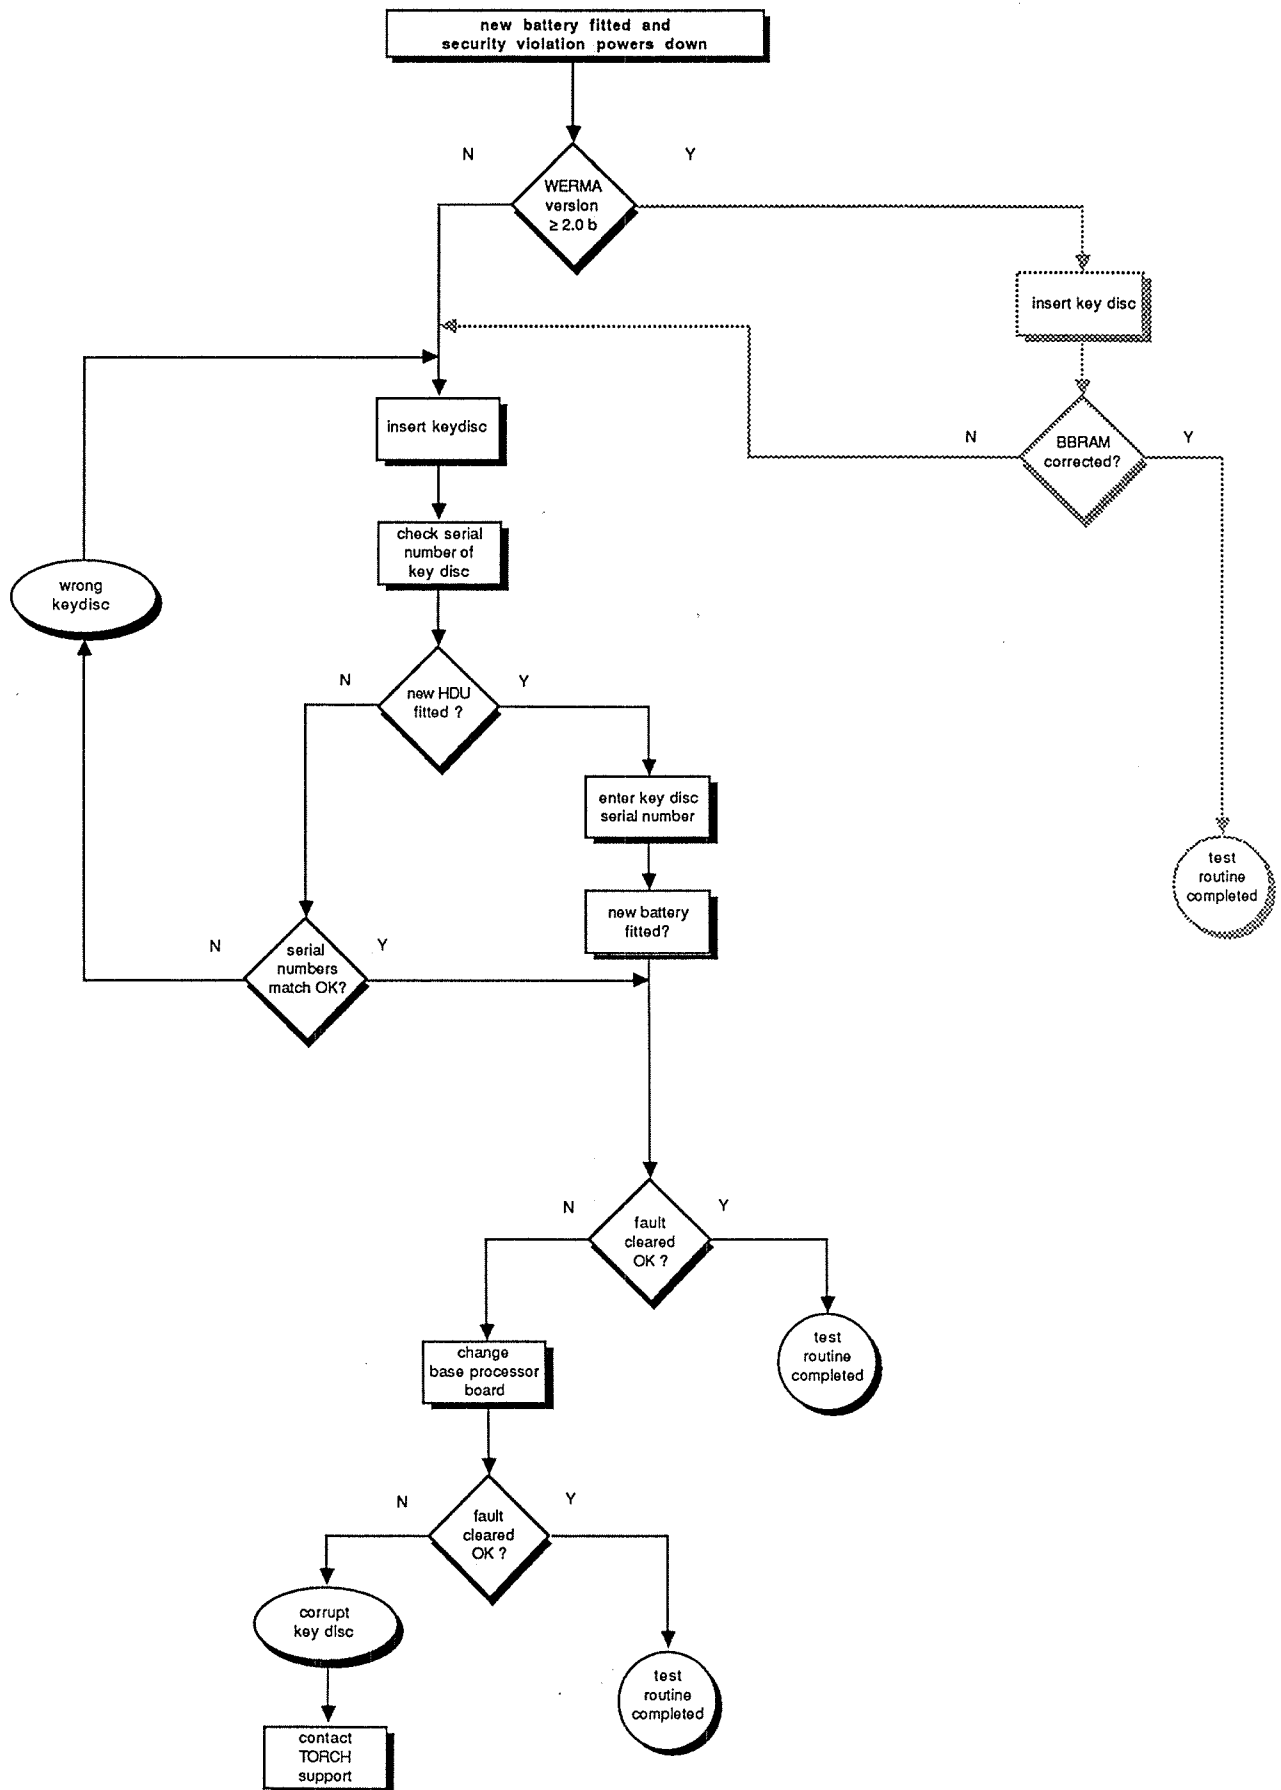 new battery fitted and
security violation powers down
N
Y
WERMA
version
≥ 2.0 b
insert key disc
insert keydisc
N
BBRAM
corrected?
Y
check serial
number of
key disc
wrong
keydisc
N
new HDU
fitted ?
Y
enter key disc
serial number
test
routine
completed
new battery
fitted?
N
serial
numbers
match OK?
Y
N
fault
cleared
OK ?
Y
change
base processor
board
test
routine
completed
N
fault
cleared
OK ?
Y
corrupt
key disc
test
routine
completed
contact
TORCH
support